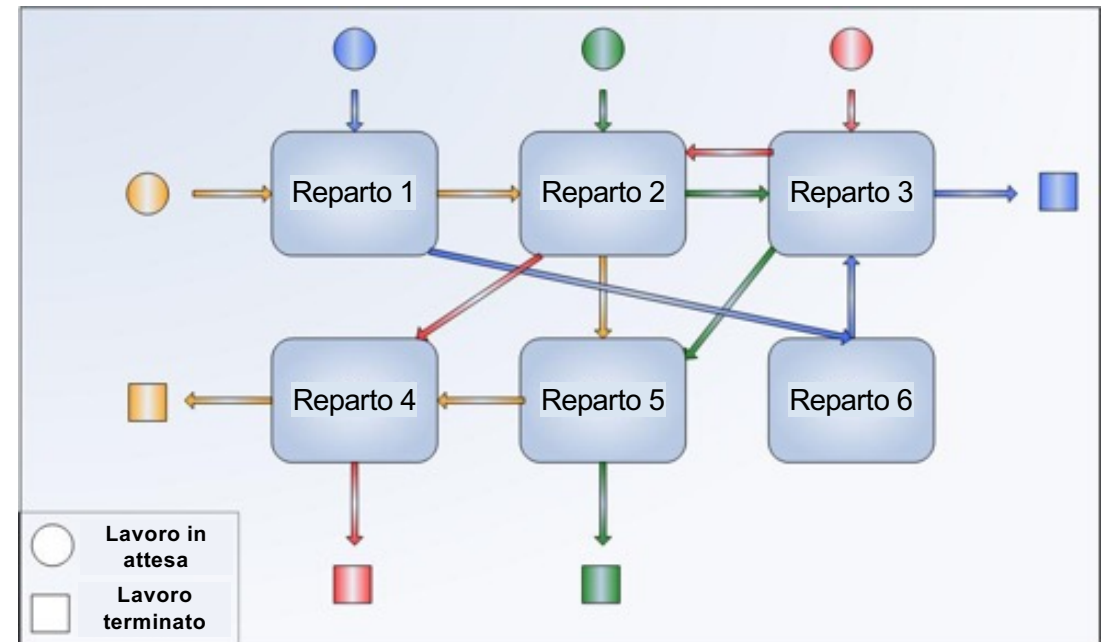 Reparto 1
Reparto 2
Reparto 3
Reparto 4
Reparto 5
Reparto 6
Lavoro in
attesa
Lavoro
terminato